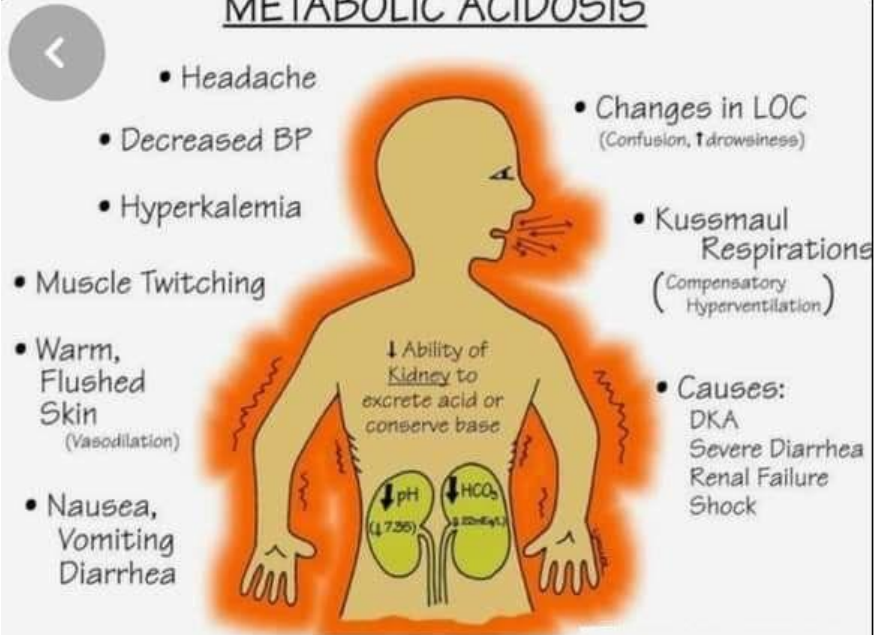 METABOLIC ACIDOSIS
• Headache
• Decreased BP
• Hyperkalemia
• Muscle Twitching
• Warm,
Flushed
Skin
(Vasodilation)
• Nausea,
Vomiting
Diarrhea
• Changes in LOC
(Confusion, ↑drowsiness)
• Kussmaul
Respirations
(Compensatory
Hyperventilation)
• Causes:
DKA
Severe Diarrhea
Renal Failure
Shock
↓ Ability of
Kidney to
excrete acid or
conserve base
↓pH
(↓7.35)
↓HCO₃